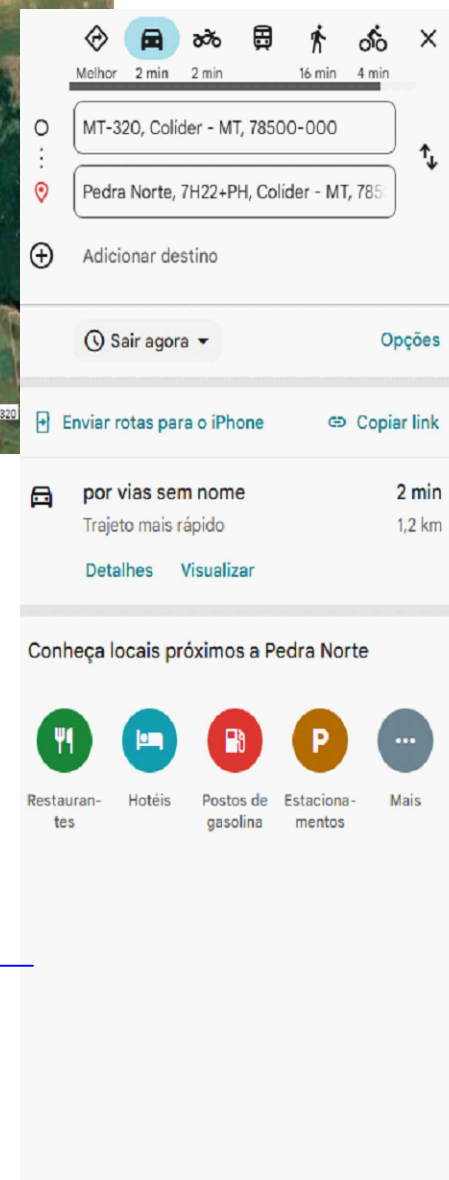 Melhor 2 min 2 min 16 min 4 min
MT-320, Colíder - MT, 78500-000
Pedra Norte, 7H22+PH, Colíder - MT, 785
Adicionar destino
Sair agora Opções
320
Enviar rotas para o iPhone Copiar link
por vias sem nome 2 min
Trajeto mais rápido 1,2 km
Detalhes Visualizar
Conheça locais próximos a Pedra Norte
P
Restauran- Hotéis Postos de Estaciona- Mais
tes gasolina mentos